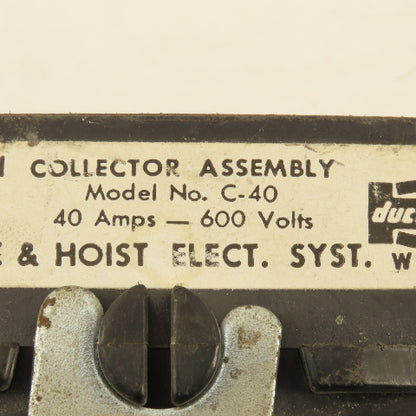 COLLECTOR ASSEMBLY
Model No. C-40
40 Amps — 600 Volts
& HOIST ELECT. SYST.